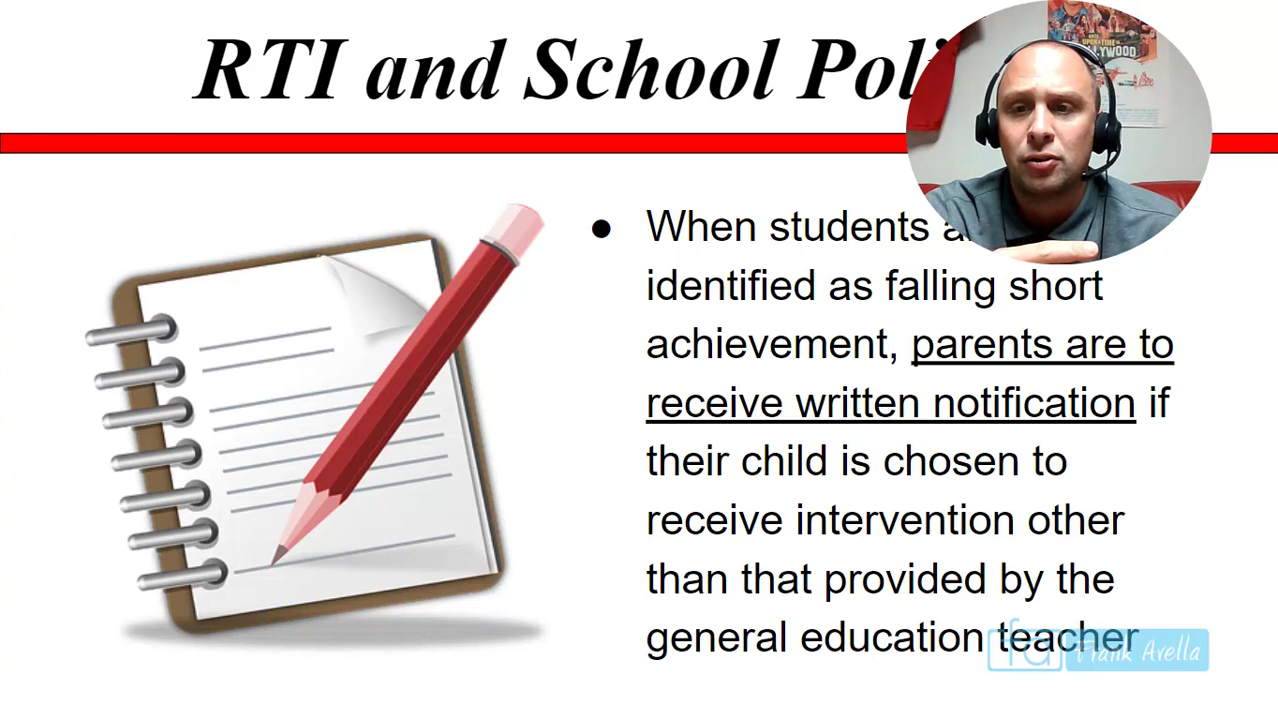 RTI and School Poli
● When students a
identified as falling short
achievement, parents are to
receive written notification if
their child is chosen to
receive intervention other
than that provided by the
general education teacher
fa Frank Avella